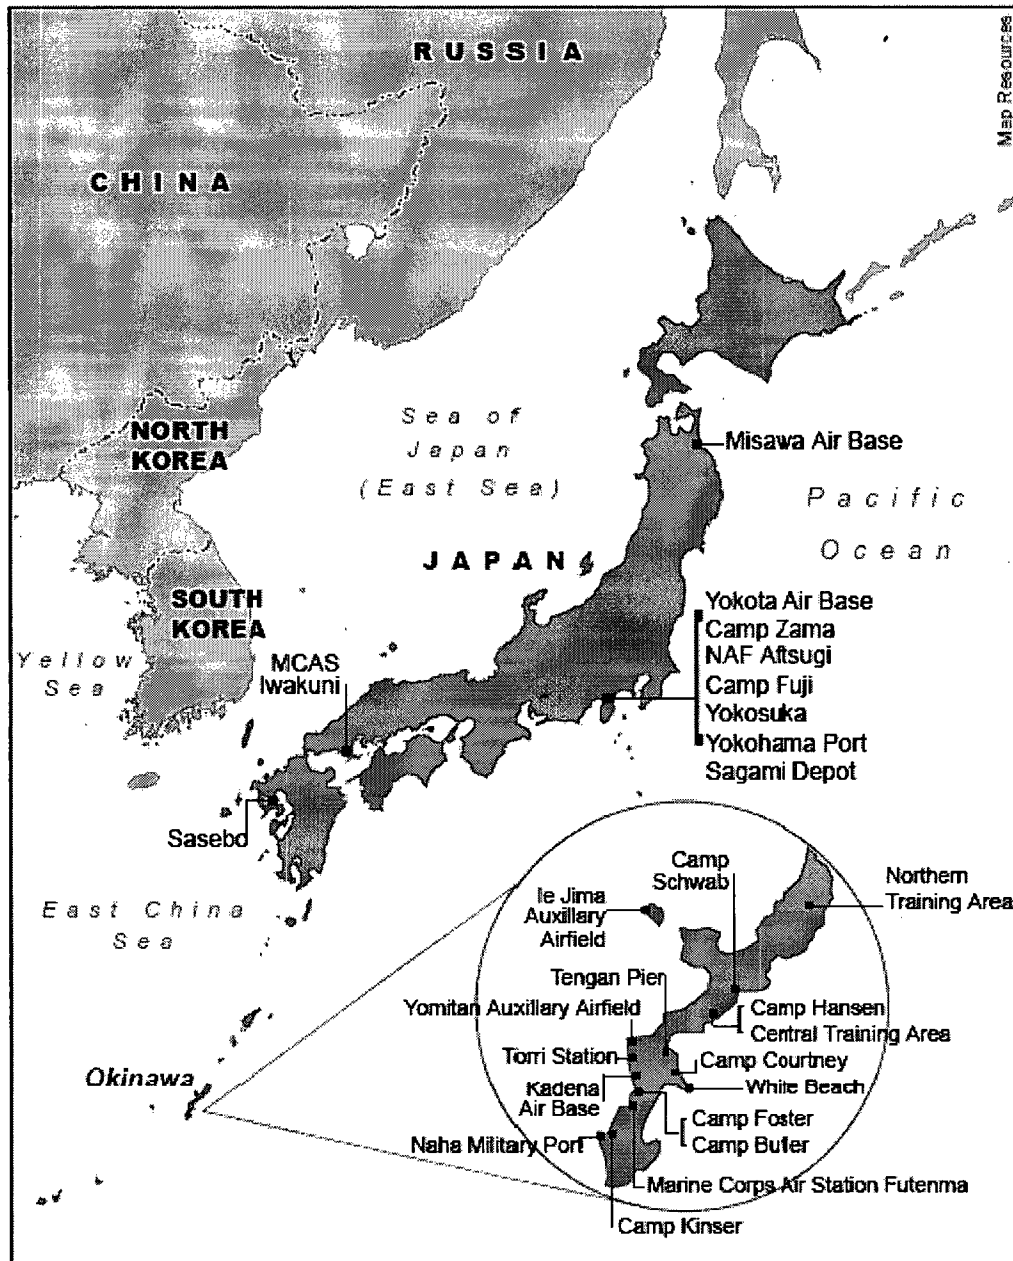 Map Resources
RUSSIA
CHINA
NORTH
KOREA
Sea of
Japan
(East Sea)
Misawa Air Base
Pacific
Ocean
JAPAN
SOUTH
KOREA
Yellow
Sea
MCAS
Iwakuni
Yokota Air Base
Camp Zama
NAF Aftsugi
Camp Fuji
Yokosuka
Yokohama Port
Sagami Depot
Sasebo
East China
Sea
Okinawa
Camp
Schwab
Northern
Training Area
Ie Jima
Auxillary
Airfield
Tengan Pier
Yomitan Auxillary Airfield
Camp Hansen
Central Training Area
Torri Station
Camp Courtney
Kadena
Air Base
White Beach
Camp Foster
Camp Butler
Naha Military Port
Marine Corps Air Station Futenma
Camp Kinser